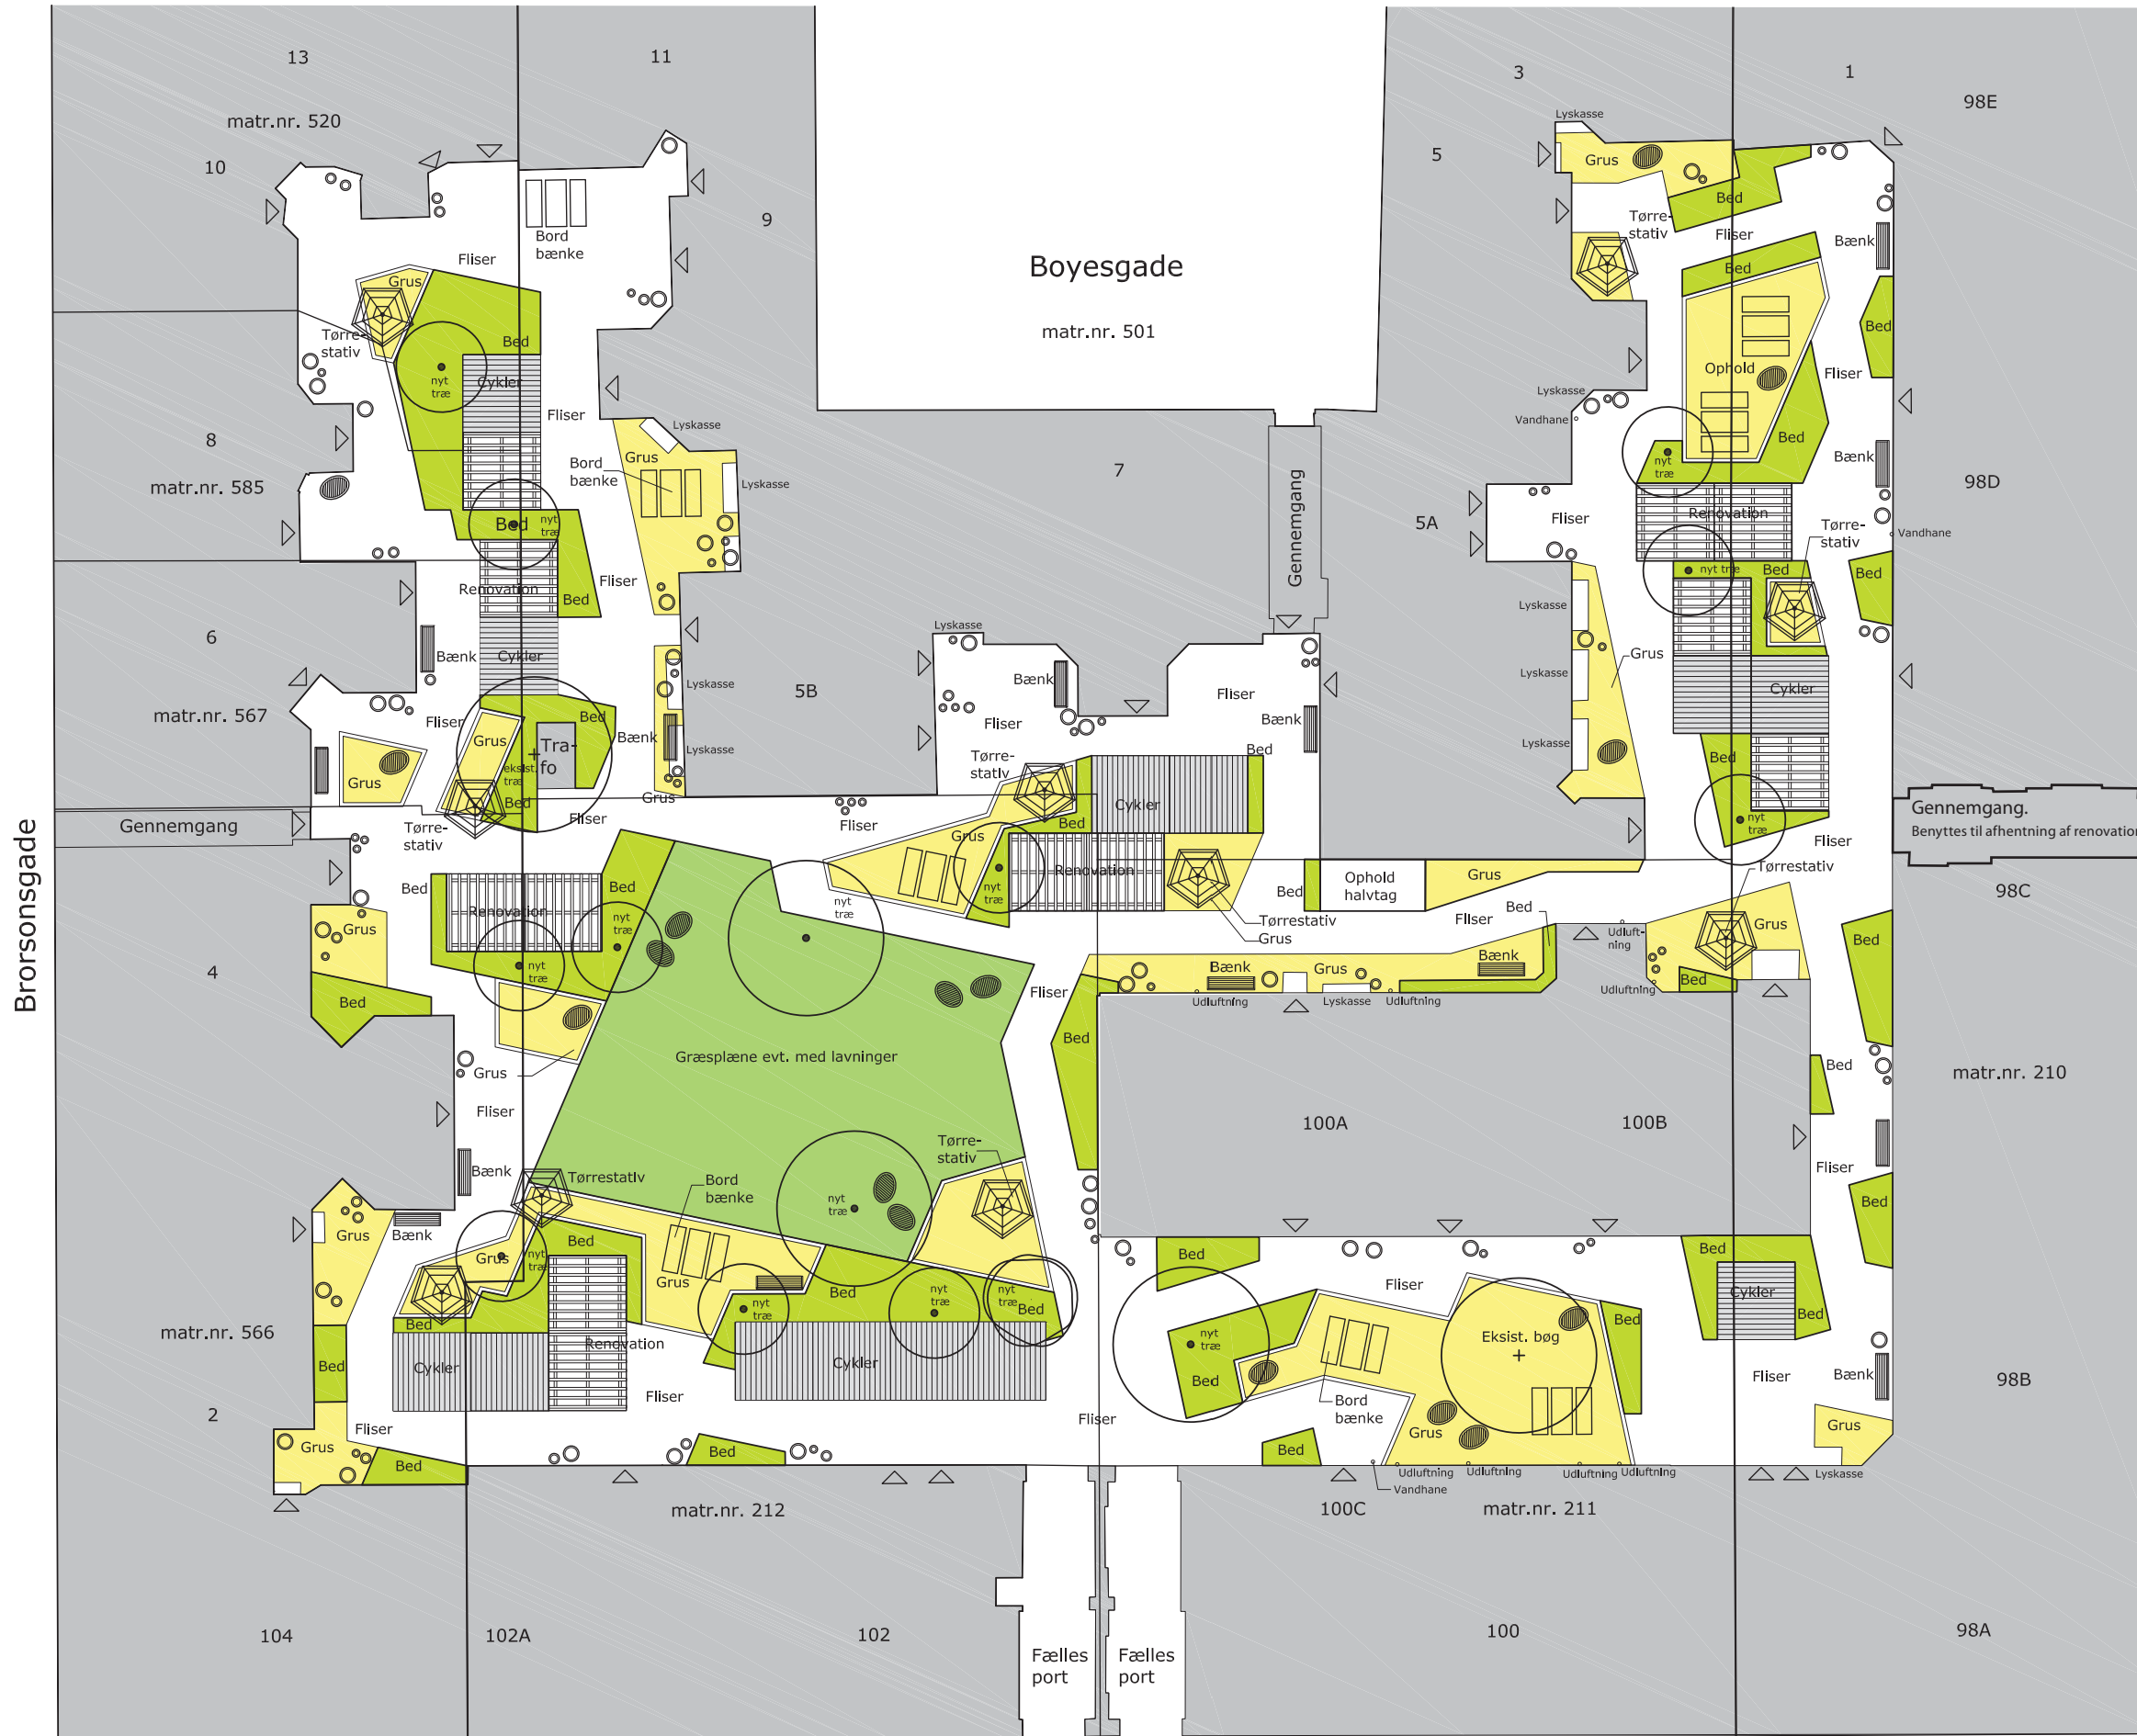 13
11
3
1
98E
matr.nr. 520
Lyskasse
10
5
Grus
Bed
9
Tørre-
stativ
Fliser
Bord
bænke
Fliser
Bænk
Boyesgade
Bed
Grus
matr.nr. 501
Bed
Tørre-
stativ
Bed
Ophold
Fliser
nyt
træ
Cykler
Lyskasse
Fliser
Vandhane
Lyskasse
8
Bed
Grus
Bord
bænke
7
Bænk
nyt
træ
matr.nr. 585
Lyskasse
98D
Gennemgang
5A
Fliser
Renovation
Bed
nyt
træ
Tørre-
stativ
Vandhane
nyt træ
Bed
Bed
Fliser
Renovation
Bed
Lyskasse
6
Lyskasse
Bænk
Cykler
Grus
Lyskasse
Bænk
Lyskasse
5B
Cykler
Fliser
matr.nr. 567
Fliser
Bed
Fliser
Bænk
Bænk
Grus
Tra-
fo
Lyskasse
Lyskasse
Bed
Bed
Tørre-
stativ
eksist.
træ
Grus
Grus
Bed
Cykler
Gennemgang.
Benyttes til afhentning af renovation
Gennemgang
Tørre-
stativ
Fliser
Fliser
Bed
Grus
nyt
træ
Fliser
Brorsonsgade
Renovation
Tørrestativ
Bed
Bed
nyt
træ
Bed
Ophold
halvtag
Grus
98C
nyt
træ
Renovation
nyt
træ
Tørrestativ
Grus
Fliser
Bed
Grus
Udluft-
ning
Bed
4
nyt
træ
Bænk
Grus
Bænk
Bed
Fliser
Udluftning
Lyskasse
Udluftning
Udluftning
Bed
Bed
Græsplæne evt. med lavninger
Bed
Bed
matr.nr. 210
Grus
Fliser
100A
100B
Tørre-
stativ
Bænk
Tørrestativ
Bord
bænke
Fliser
nyt
træ
Bed
Grus
Bænk
Bed
Grus
nyt
træ
Bed
Bed
Fliser
Grus
Bed
nyt
træ
nyt
træ
nyt
træ
Bed
Cykler
Bed
Bed
matr.nr. 566
Bed
Renovation
nyt
træ
Eksist. bøg
Bed
Bed
Cykler
Cykler
Bed
Fliser
Bænk
98B
Fliser
Bord
bænke
2
Fliser
Fliser
Grus
Grus
Grus
Bed
Bed
Bed
Udluftning
Udluftning
Udluftning
Udluftning
Lyskasse
Vandhane
matr.nr. 212
100C
matr.nr. 211
104
102A
102
Fælles
port
Fælles
port
100
98A